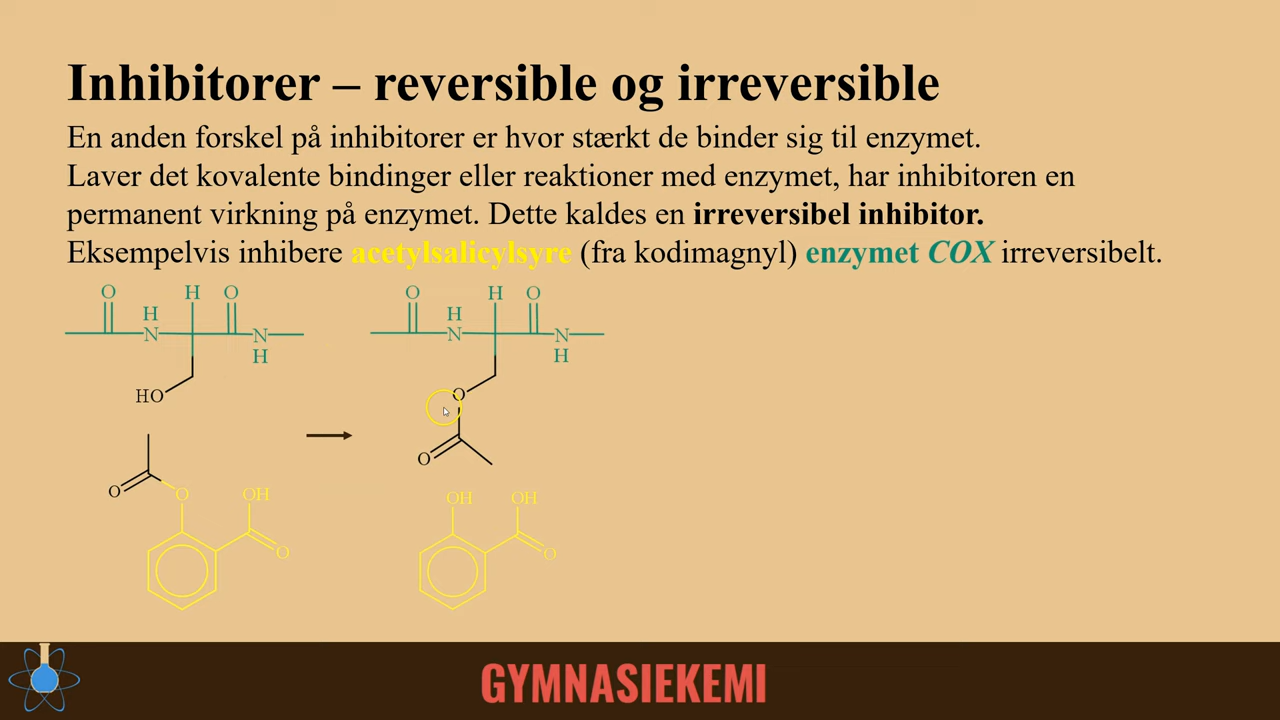 Inhibitorer – reversible og irreversible
En anden forskel på inhibitorer er hvor stærkt de binder sig til enzymet.
Laver det kovalente bindinger eller reaktioner med enzymet, har inhibitoren en
permanent virkning på enzymet. Dette kaldes en irreversibel inhibitor.
Eksempelvis inhibere acetylsalicylsyre (fra kodimagnyl) enzymet COX irreversibelt.
O H O O H O
H H
N N N N
H H
HO O
O O
O OH OH OH
O O
GYMNASIEKEMI